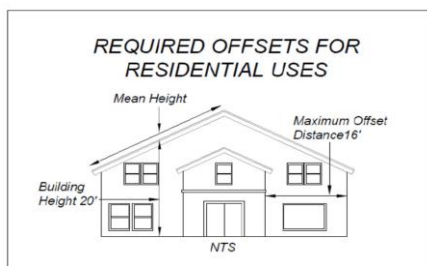 REQUIRED OFFSETS FOR
RESIDENTIAL USES
Mean Height
Maximum Offset
Distance16'
Building
Height 20'
NTS